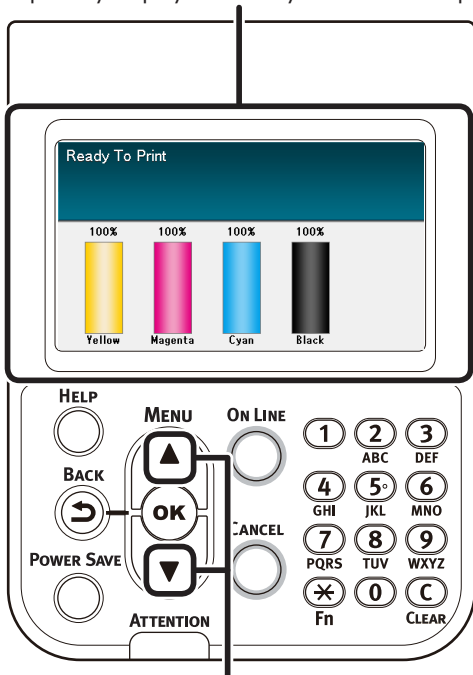 Ready To Print
100% 100% 100% 100%
Yellow Magenta Cyan Black
HELP
MENU
ON LINE
1 2 3
ABC DEF
BACK
4 5 6
GHI JKL MNO
OK
CANCEL
7 8 9
PQRS TUV WXYZ
POWER SAVE
0 C
Fn CLEAR
ATTENTION